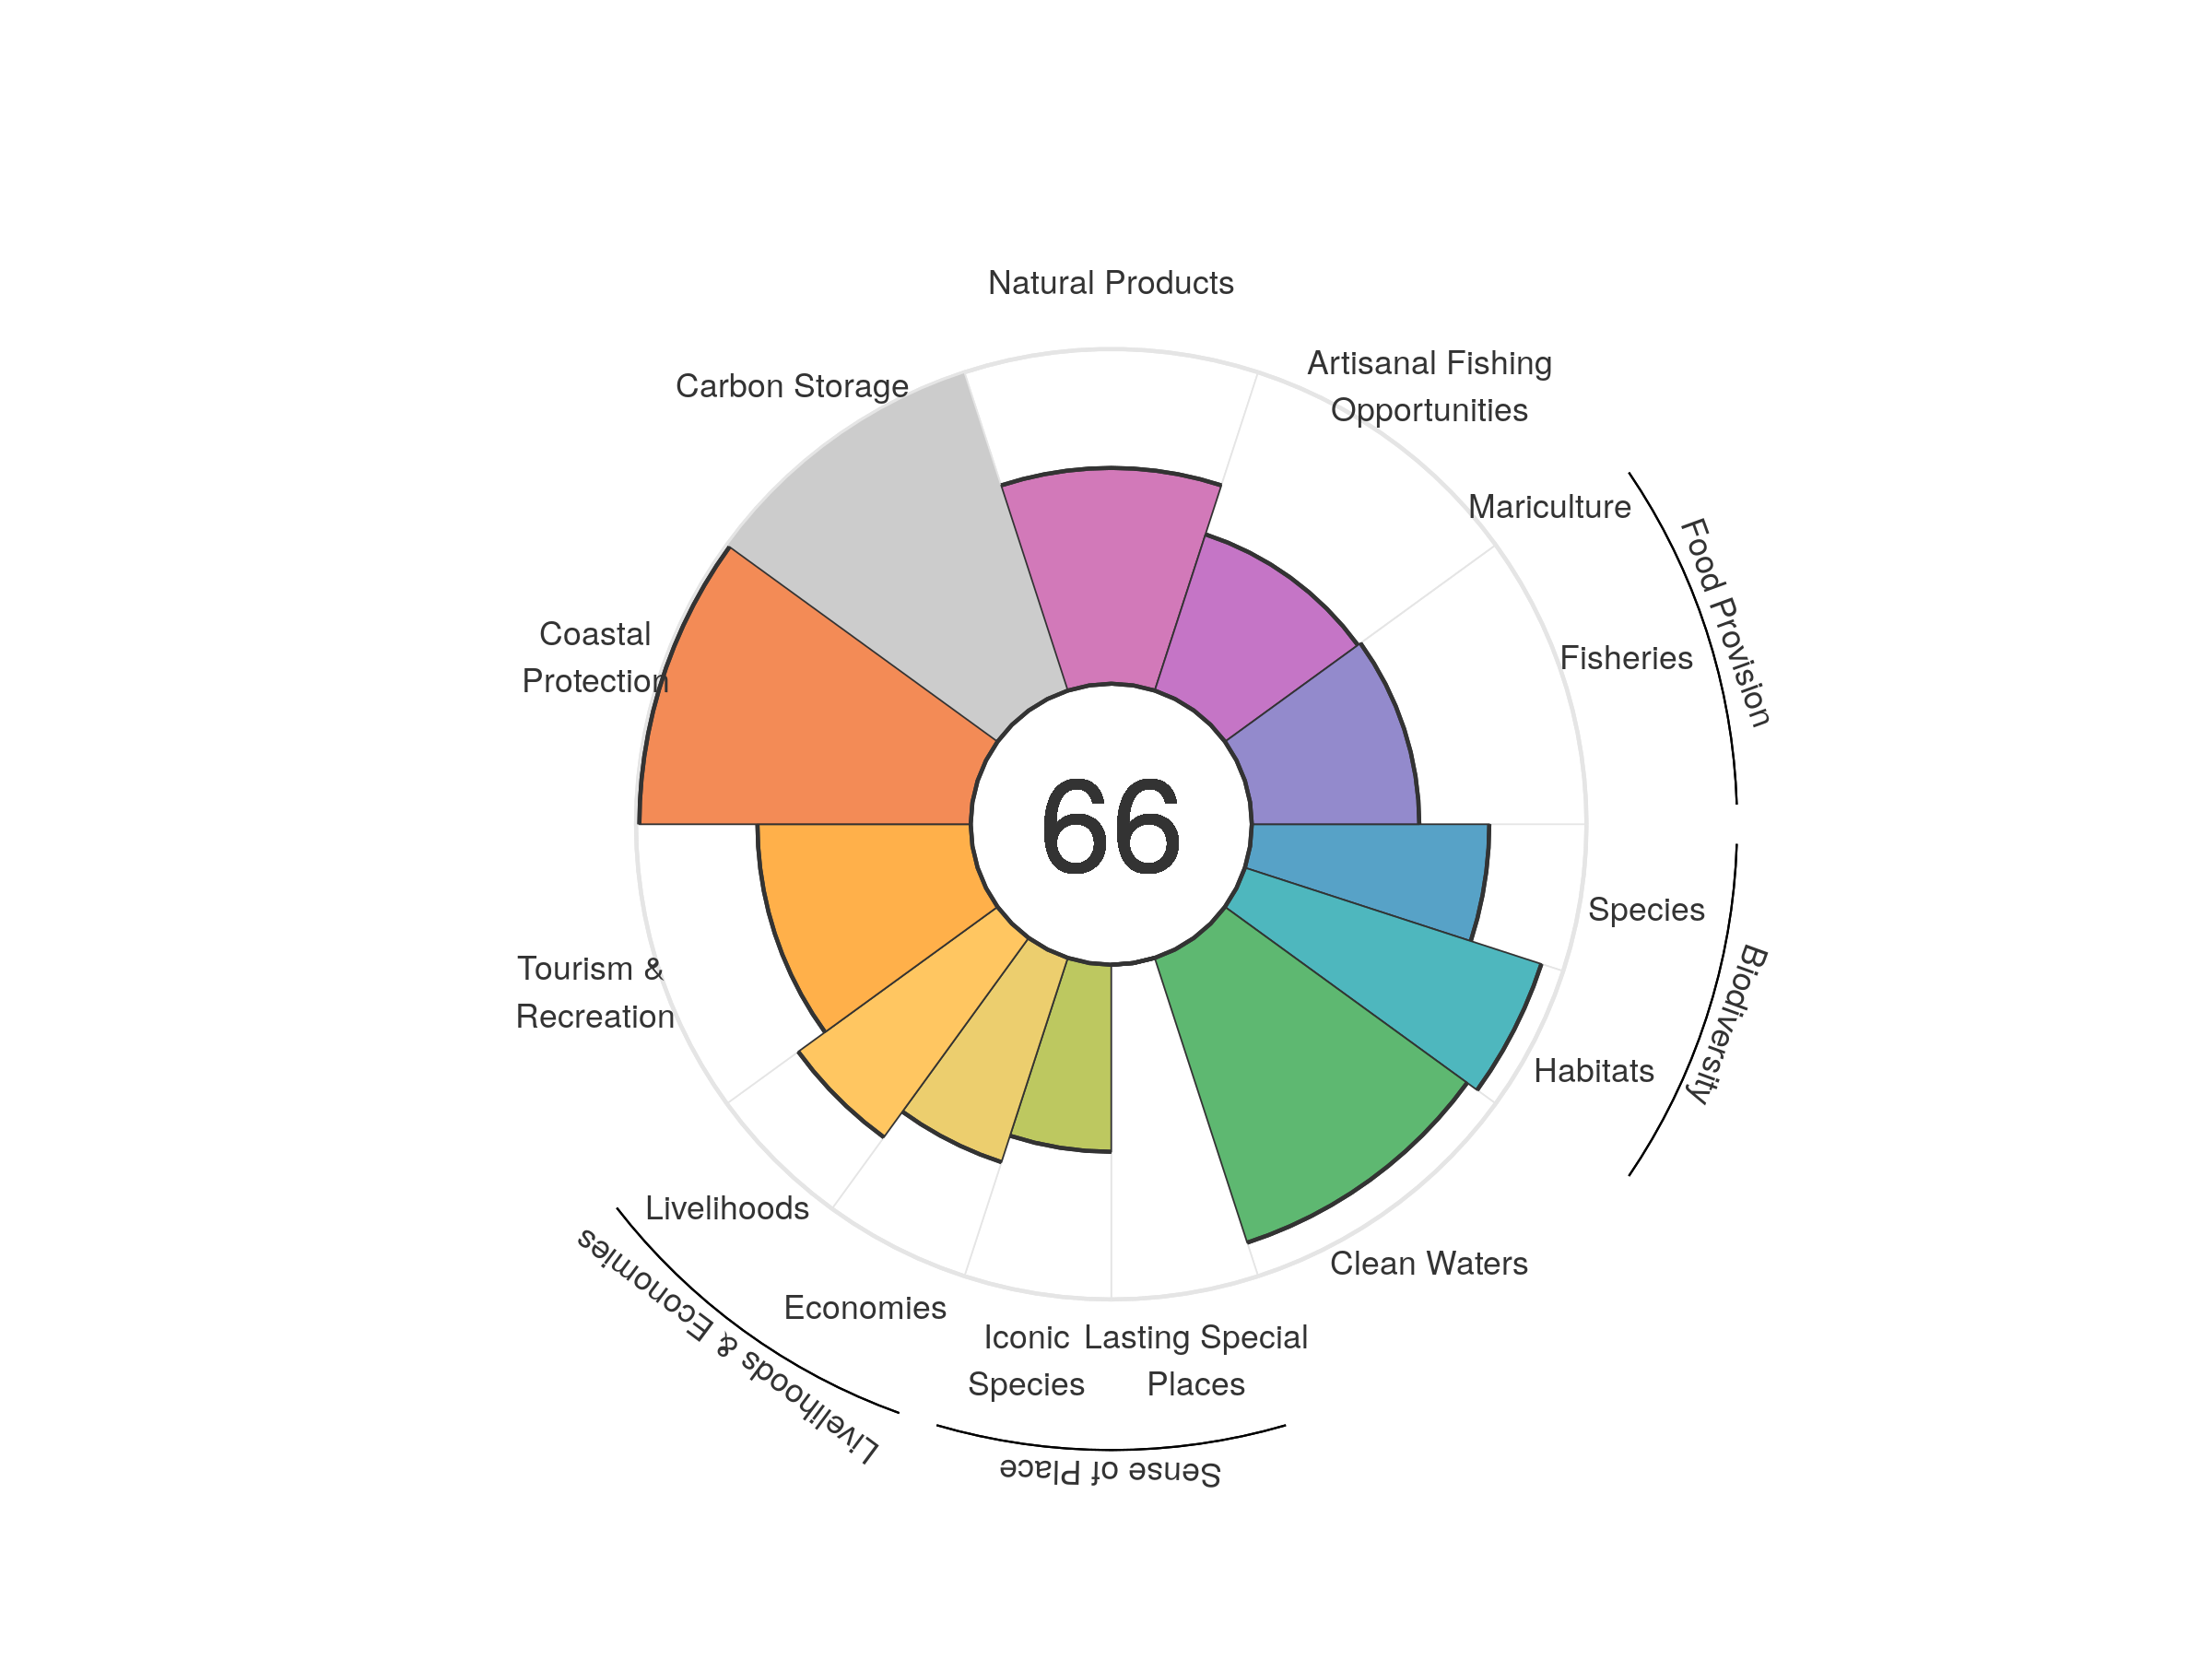 Natural Products
Artisanal Fishing
Opportunities
Carbon Storage
Mariculture
Food Provision
Coastal
Protection
Fisheries
66
Species
Biodiversity
Tourism &
Recreation
Habitats
Livelihoods
Livelihoods & Economies
Clean Waters
Economies
Iconic
Species
Lasting Special
Places
Sense of Place